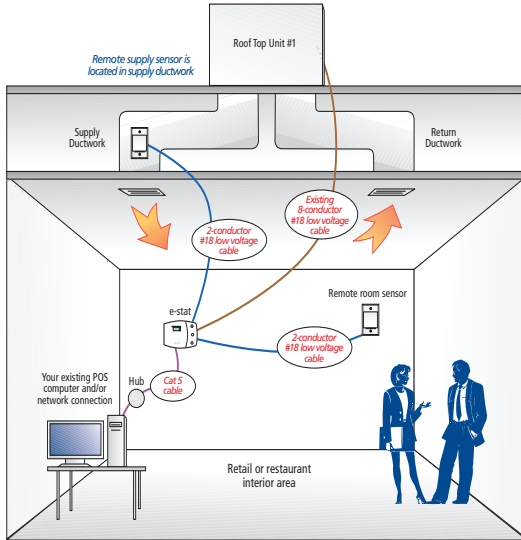 Remote supply sensor is
located in supply ductwork
Roof Top Unit #1
Supply
Ductwork
Return
Ductwork
Existing
8-conductor
#18 low voltage
cable
2-conductor
#18 low voltage
cable
Remote room sensor
e-stat
2-conductor
#18 low voltage
cable
Your existing POS
computer and/or
network connection
Hub
Cat 5
cable
Retail or restaurant
interior area